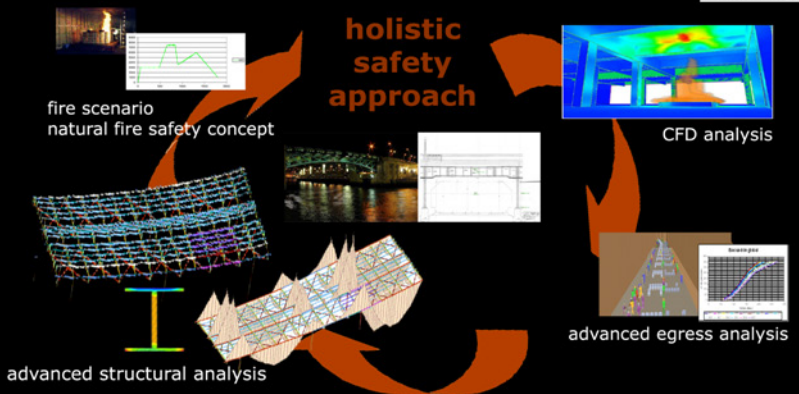 holistic
safety
approach
fire scenario
natural fire safety concept
CFD analysis
advanced egress analysis
advanced structural analysis